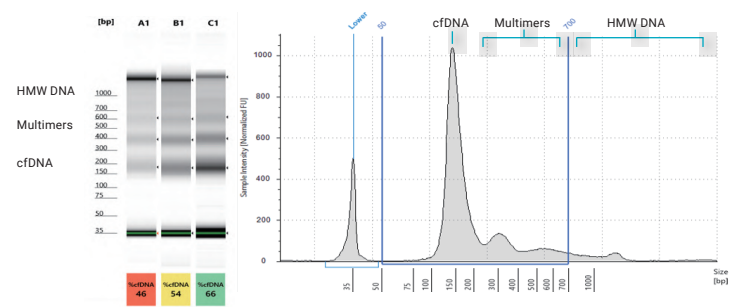 [bp] A1 B1 C1
HMW DNA
Multimers
cfDNA
1000
700
600
500
400
300
200
150
100
75
50
35
%cfDNA 46
%cfDNA 54
%cfDNA 66
Lower 50 cfDNA Multimers 700 HMW DNA
Sample Intensity [Normalized FU]
1000
800
600
400
200
0
35 50 75 100 150 200 300 400 500 600 700 1000
Size [bp]